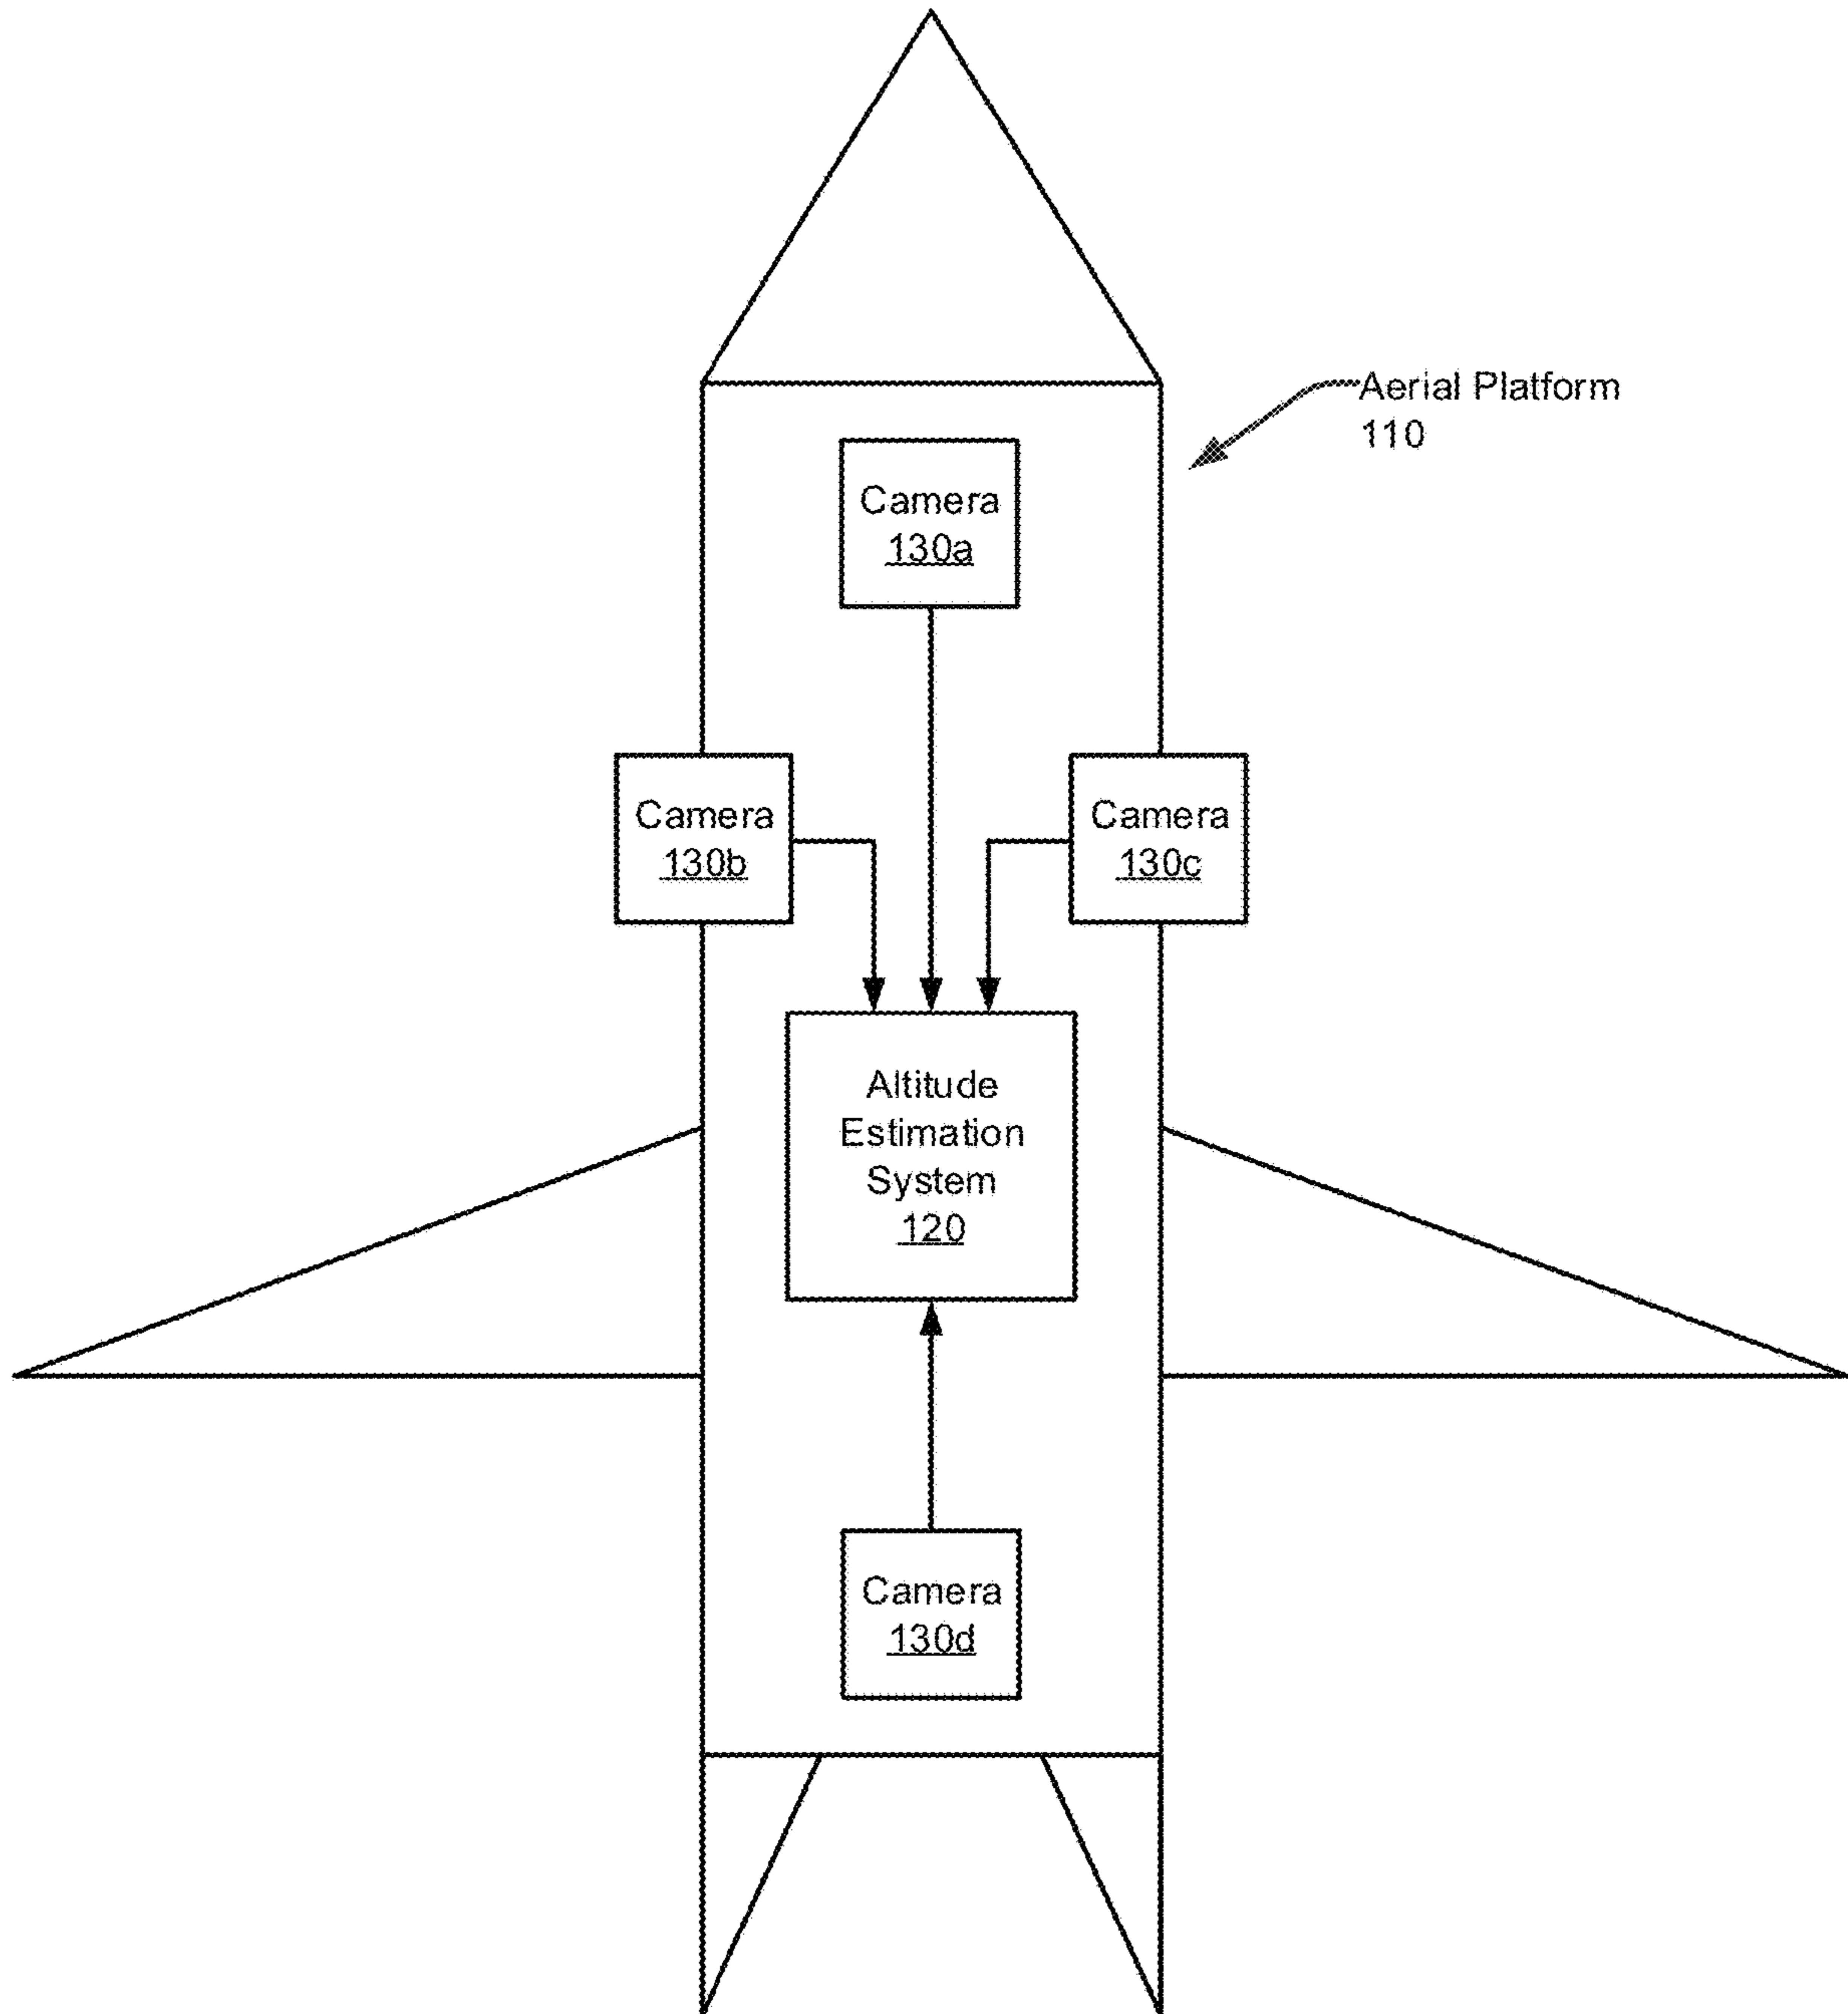 Aerial Platform
110
Camera
130a
Camera
130b
Camera
130c
Altitude
Estimation
System
120
Camera
130d